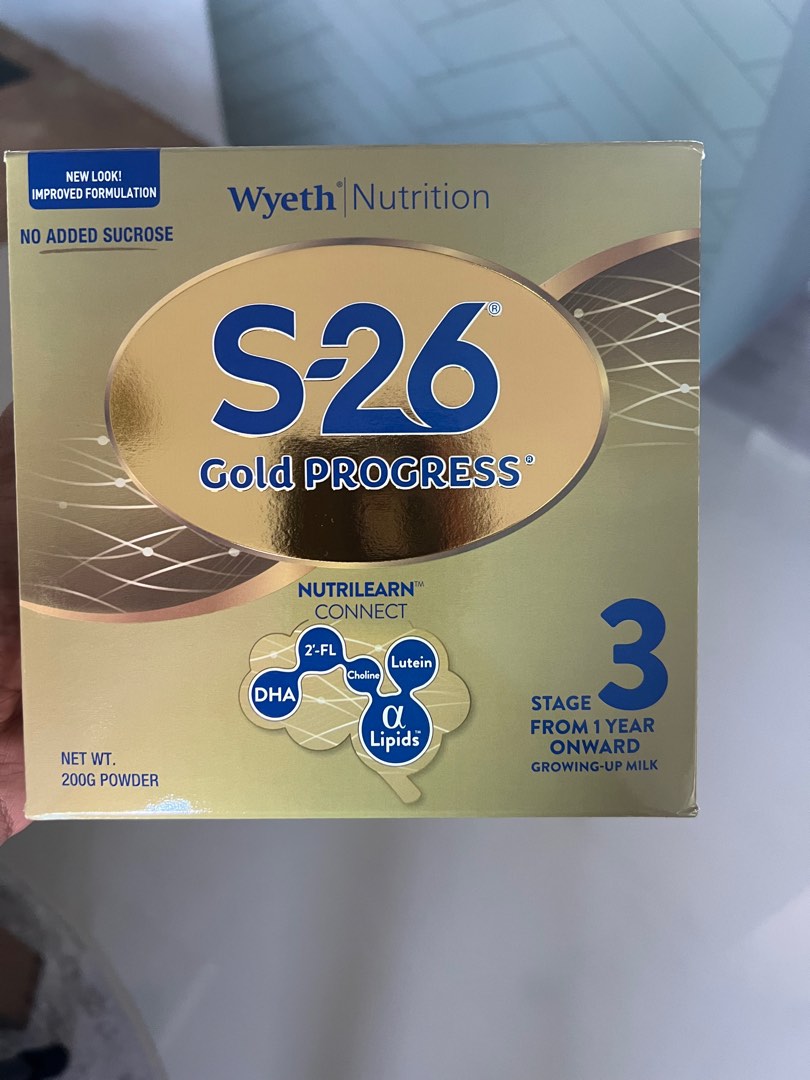 NEW LOOK!
IMPROVED FORMULATION
NO ADDED SUCROSE
Wyeth® Nutrition
S-26®
Gold PROGRESS®
NUTRILEARN™
CONNECT
2'-FL
Lutein
Choline
DHA
α
Lipids™
STAGE 3
FROM 1 YEAR
ONWARD
GROWING-UP MILK
NET WT.
200G POWDER